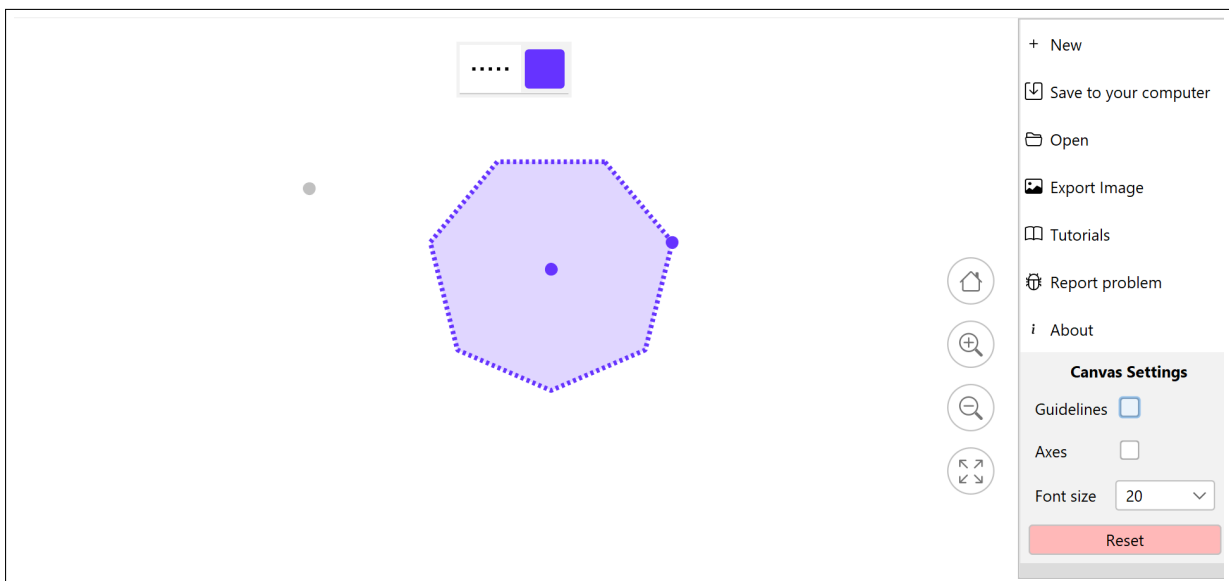 + New
Save to your computer
Open
Export Image
Tutorials
Report problem
i About
Canvas Settings
Guidelines
Axes
Font size 20
Reset